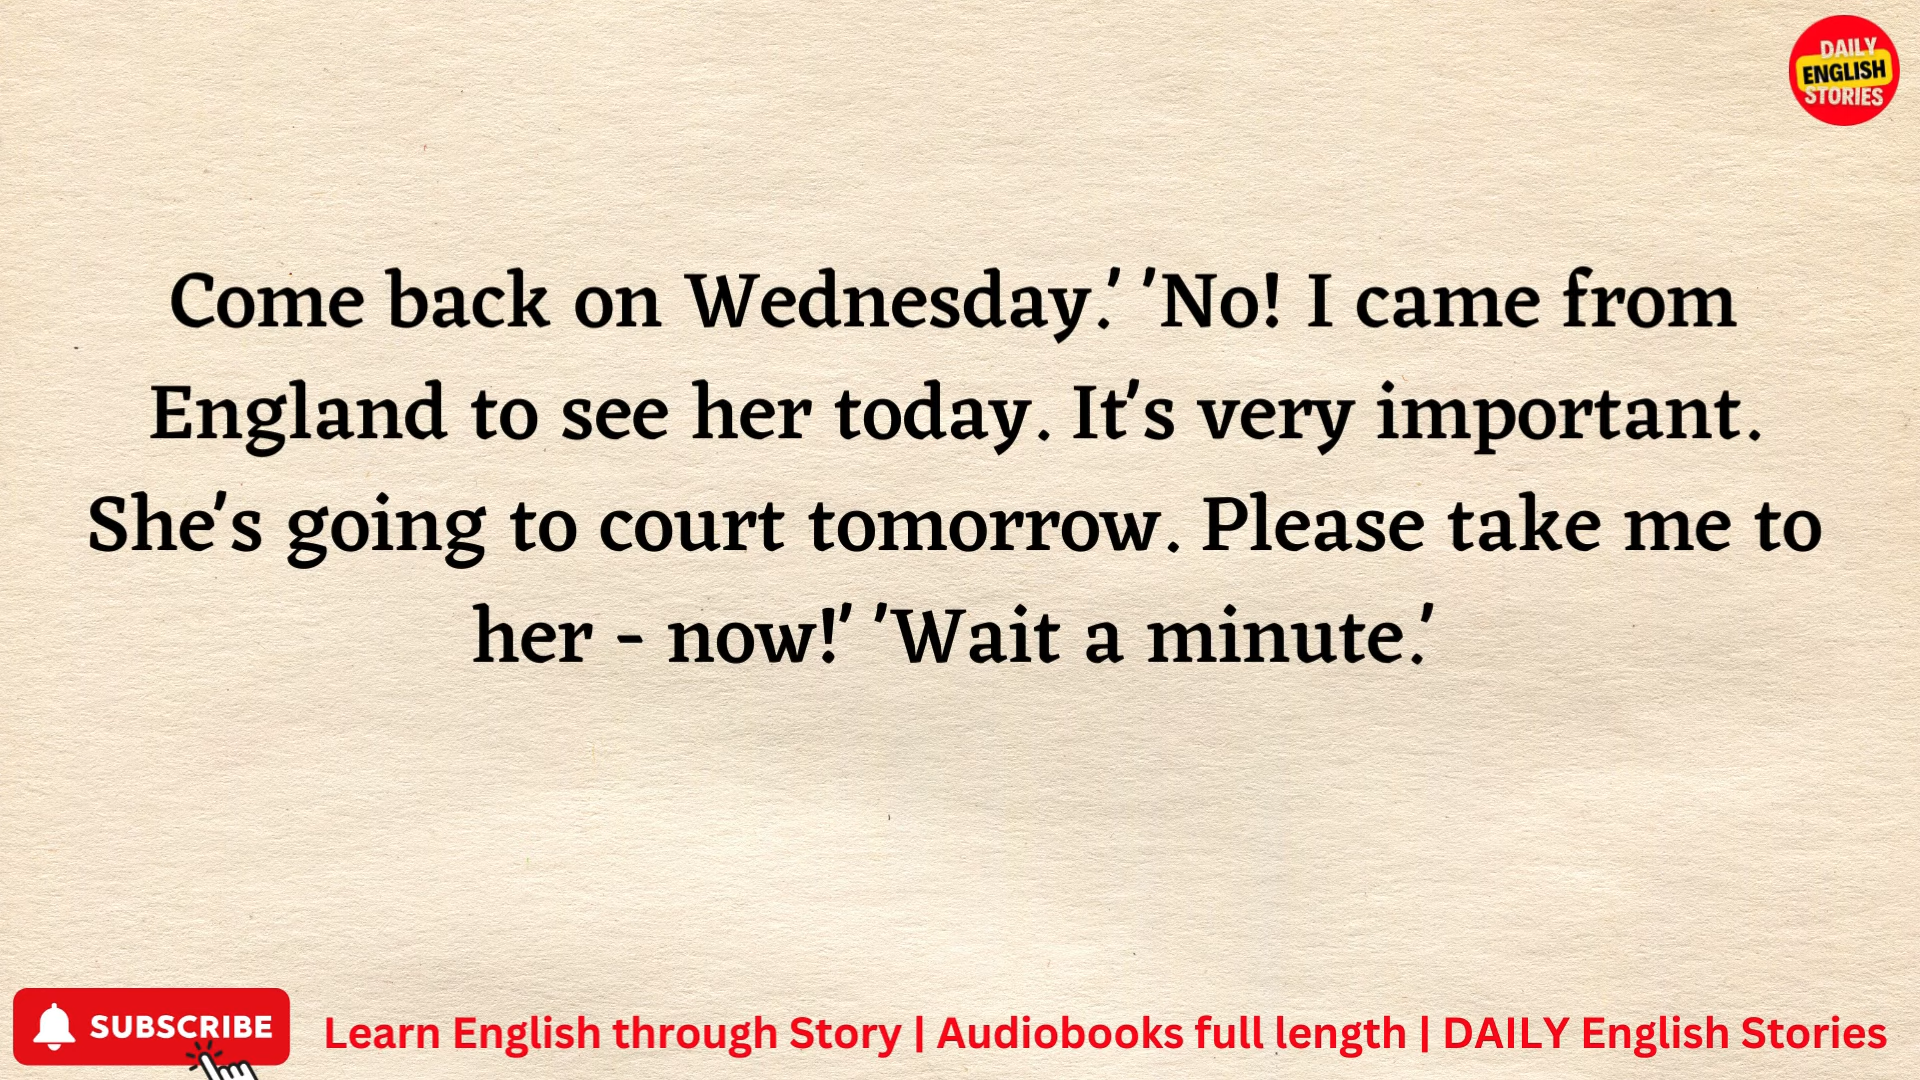 DAILY
ENGLISH
STORIES
Come back on Wednesday.' 'No! I came from
England to see her today. It's very important.
She's going to court tomorrow. Please take me to
her - now!' 'Wait a minute.'
SUBSCRIBE
Learn English through Story | Audiobooks full length | DAILY English Stories